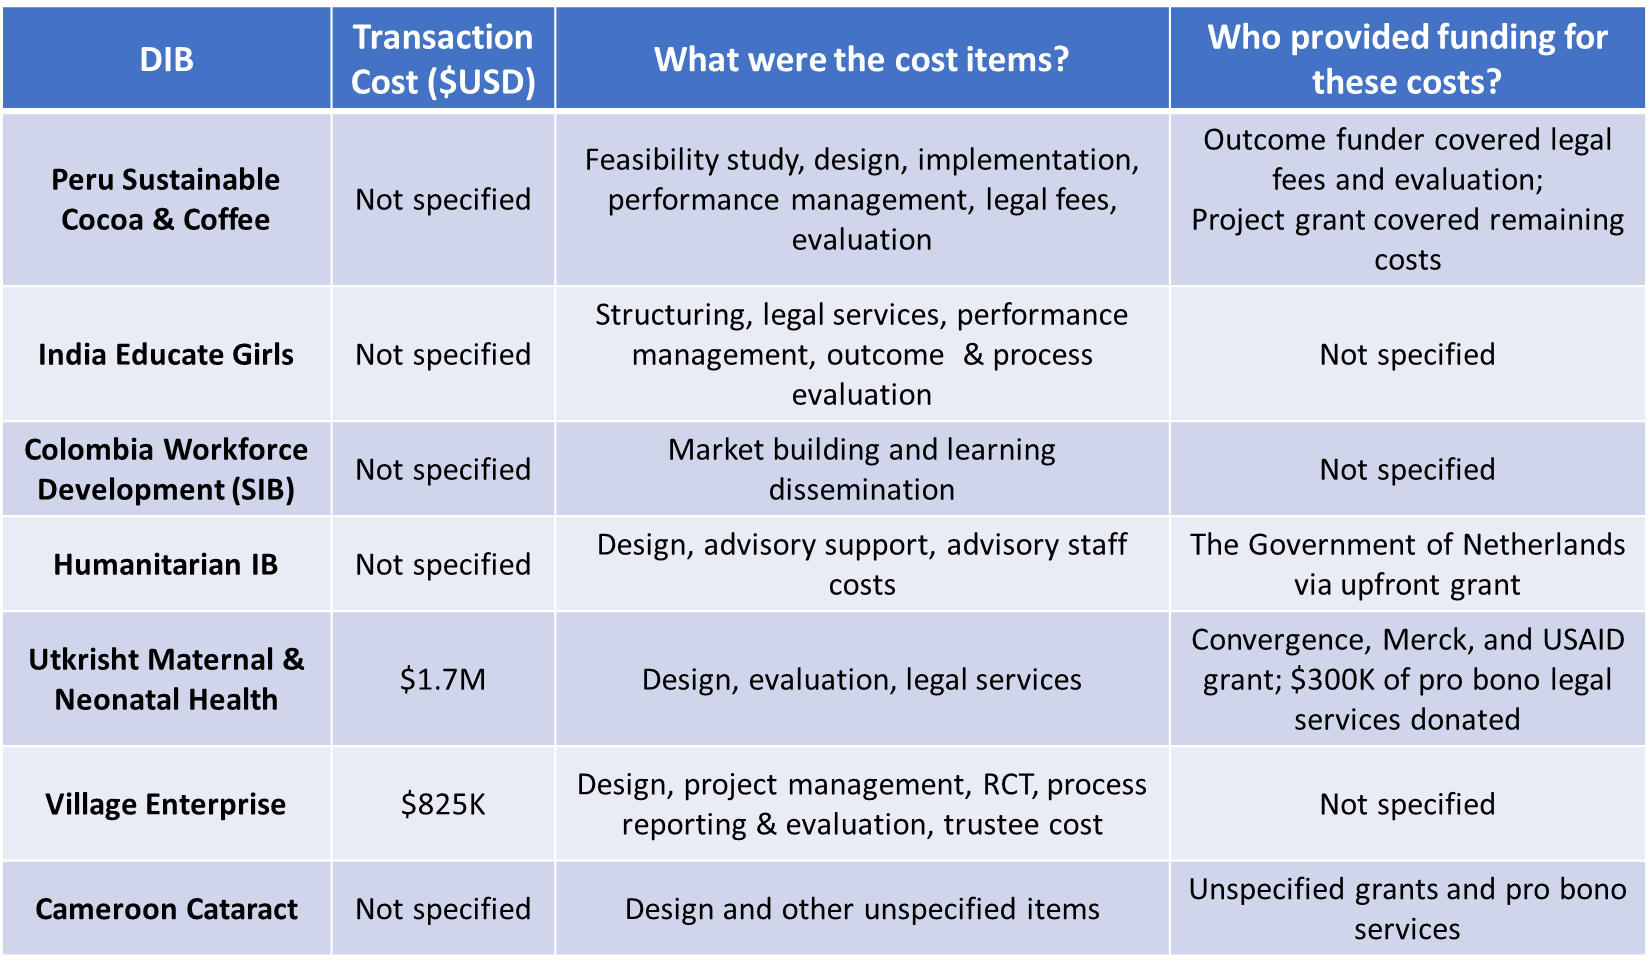 DIB
Transaction
Cost ($USD)
What were the cost items?
Who provided funding for
these costs?
Peru Sustainable
Cocoa & Coffee
Not specified
Feasibility study, design, implementation,
performance management, legal fees,
evaluation
Outcome funder covered legal
fees and evaluation;
Project grant covered remaining
costs
India Educate Girls
Not specified
Structuring, legal services, performance
management, outcome & process
evaluation
Not specified
Colombia Workforce
Development (SIB)
Not specified
Market building and learning
dissemination
Not specified
Humanitarian IB
Not specified
Design, advisory support, advisory staff
costs
The Government of Netherlands
via upfront grant
Utkrisht Maternal &
Neonatal Health
$1.7M
Design, evaluation, legal services
Convergence, Merck, and USAID
grant; $300K of pro bono legal
services donated
Village Enterprise
$825K
Design, project management, RCT, process
reporting & evaluation, trustee cost
Not specified
Cameroon Cataract
Not specified
Design and other unspecified items
Unspecified grants and pro bono
services